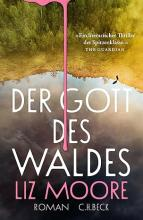 »Ein literarischer Thriller
der Spitzenklasse.«
THE GUARDIAN
DER GOTT
DES
WALDES
LIZ MOORE
ROMAN C.H.BECK